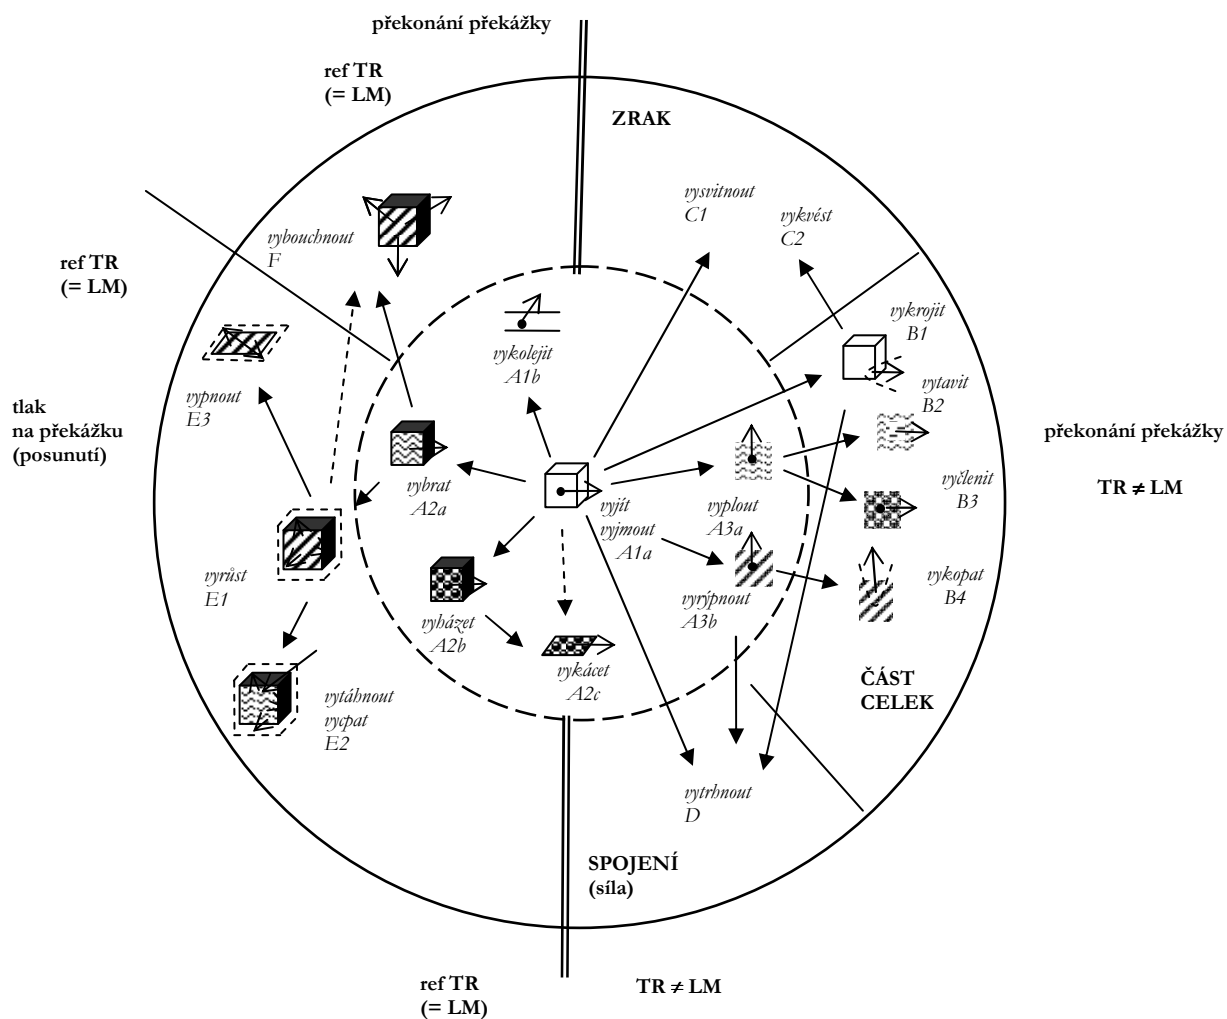 překonání překážky
ref TR
(= LM)
ZRAK
vysvitnout
C1
vykvést
C2
vybouchnout
F
ref TR
(= LM)
vykrojit
B1
vykolejit
A1b
vytavit
B2
vypnout
E3
tlak
na překážku
(posunutí)
překonání překážky
TR ≠ LM
vybrat
A2a
vyjít
vyjmout
A1a
vyplout
A3a
vyčlenit
B3
vyrůst
E1
vyházet
A2b
vyrýpnout
A3b
vykopat
B4
vykácet
A2c
ČÁST
CELEK
vytáhnout
vycpat
E2
vytrhnout
D
SPOJENÍ
(síla)
ref TR
(= LM)
TR ≠ LM